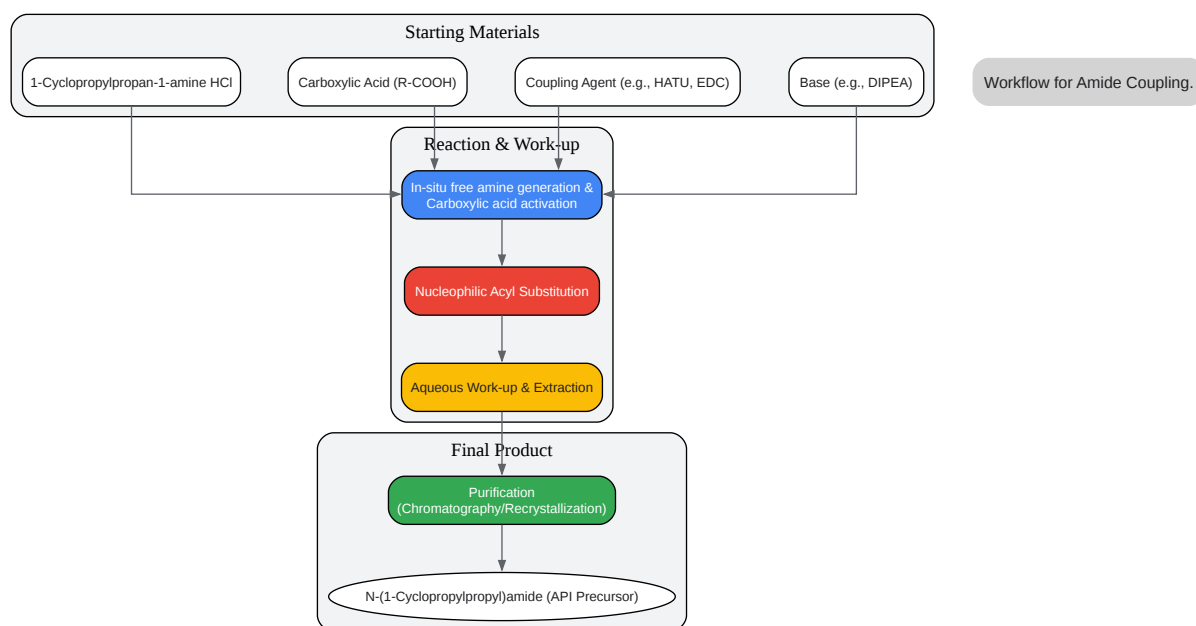 Starting Materials
1-Cyclopropylpropan-1-amine HCl
Carboxylic Acid (R-COOH)
Coupling Agent (e.g., HATU, EDC)
Base (e.g., DIPEA)
Workflow for Amide Coupling.
Reaction & Work-up
In-situ free amine generation &
Carboxylic acid activation
Nucleophilic Acyl Substitution
Aqueous Work-up & Extraction
Final Product
Purification
(Chromatography/Recrystallization)
N-(1-Cyclopropylpropyl)amide (API Precursor)